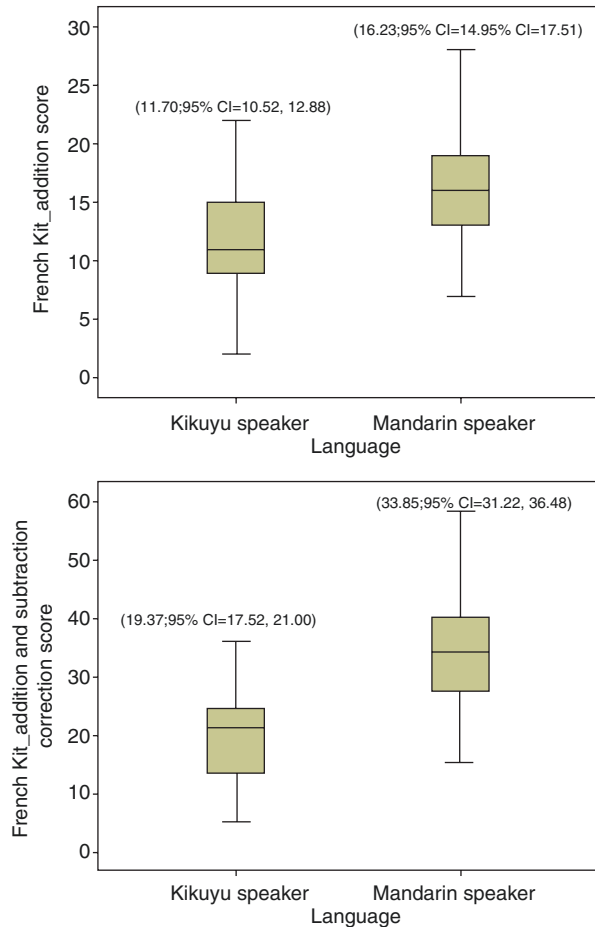 (16.23;95% CI=14.95% CI=17.51)
30
25
20
15
10
5
0
French Kit_addition score
(11.70;95% CI=10.52, 12.88)
Kikuyu speaker Mandarin speaker
Language
(33.85;95% CI=31.22, 36.48)
60
50
40
30
20
10
0
French Kit_addition and subtraction
correction score
(19.37;95% CI=17.52, 21.00)
Kikuyu speaker Mandarin speaker
Language